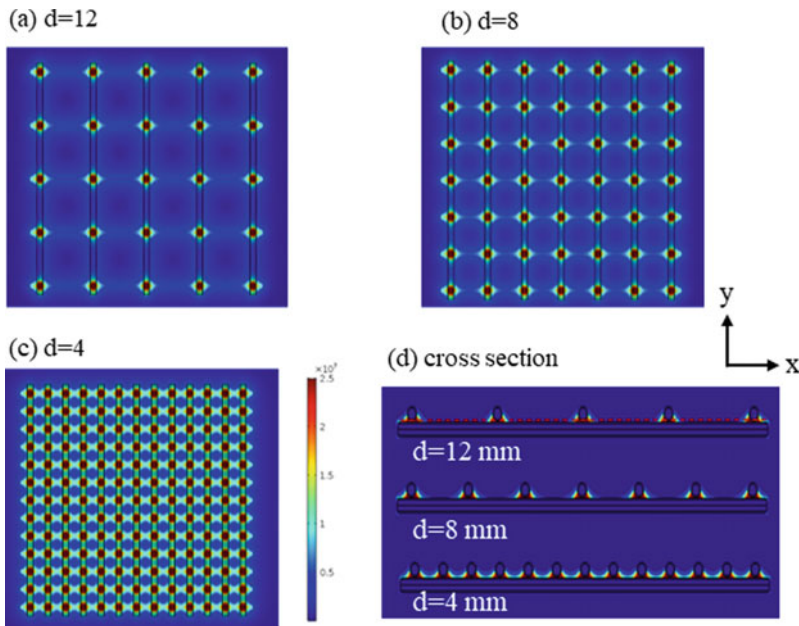 (a) d=12
(b) d=8
y
x
(c) d=4
2.5
2
1.5
1
0.5
(d) cross section
d=12 mm
d=8 mm
d=4 mm